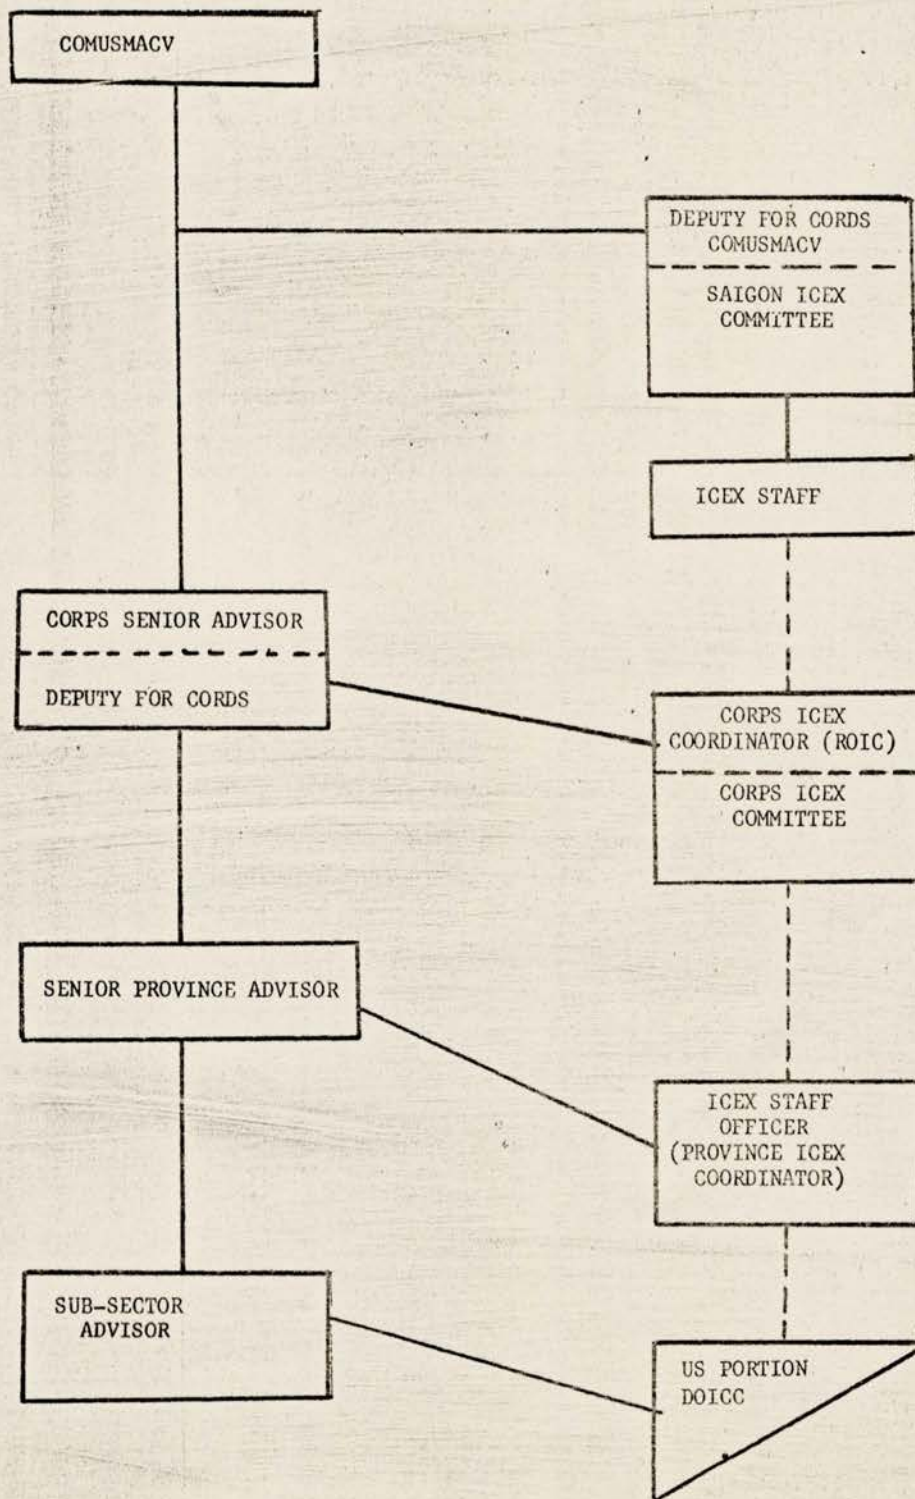 COMUSMACV
DEPUTY FOR CORDS
COMUSMACV
SAIGON ICEX
COMMITTEE
ICEX STAFF
CORPS SENIOR ADVISOR
DEPUTY FOR CORDS
CORPS ICEX
COORDINATOR (ROIC)
CORPS ICEX
COMMITTEE
SENIOR PROVINCE ADVISOR
ICEX STAFF
OFFICER
(PROVINCE ICEX
COORDINATOR)
SUB-SECTOR
ADVISOR
US PORTION
DOICC